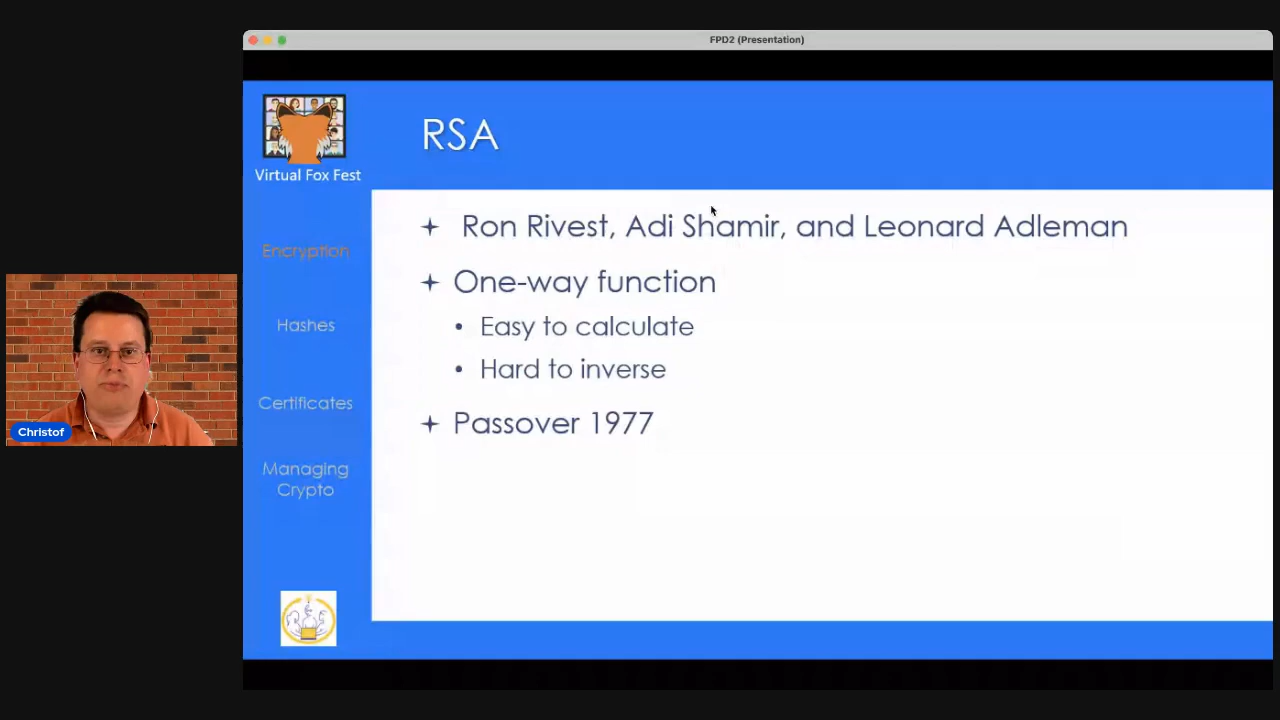 FPD2 (Presentation)
Virtual Fox Fest
RSA
Encryption
Hashes
Certificates
Managing
Crypto
Ron Rivest, Adi Shamir, and Leonard Adleman
One-way function
Easy to calculate
Hard to inverse
Passover 1977
Christof